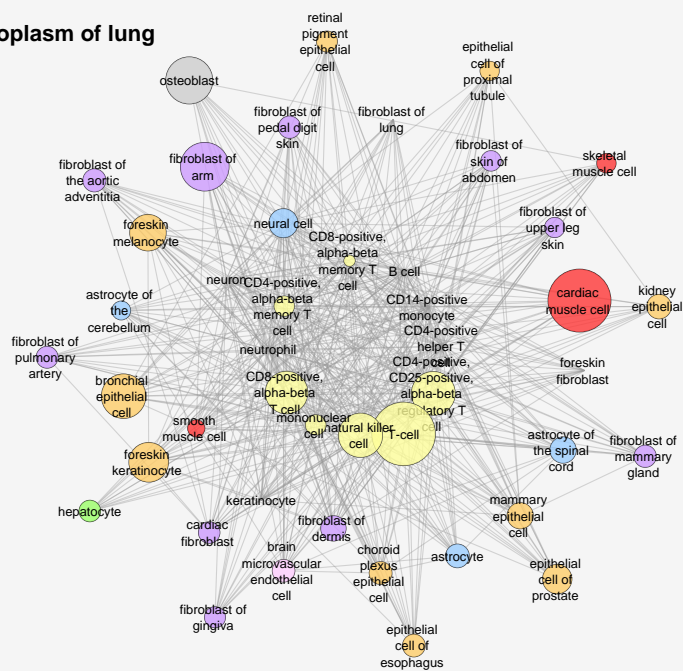 oplasm of lung
retinal
pigment
epithelial
cell
epithelial
cell of
proximal
tubule
osteoblast
fibroblast of
pedal digit
skin
fibroblast of
lung
fibroblast of
arm
fibroblast of
skin of
abdomen
skeletal
muscle cell
fibroblast of
the aortic
adventitia
foreskin
melanocyte
neural cell
fibroblast of
upper leg
skin
CD8-positive,
alpha-beta
memory T
cell
B cell
neuron
CD4-positive,
alpha-beta
memory T
cell
CD14-positive
monocyte
cardiac
muscle cell
kidney
epithelial
cell
astrocyte of
the
cerebellum
CD4-positive
helper T
cell
neutrophil
fibroblast of
pulmonary
artery
CD4-positive,
CD25-positive,
alpha-beta
regulatory T
cell
foreskin
fibroblast
bronchial
epithelial
cell
CD8-positive,
alpha-beta
T cell
mononuclear
cell
natural killer
cell
T-cell
smooth
muscle cell
astrocyte of
the spinal
cord
fibroblast of
mammary
gland
foreskin
keratinocyte
keratinocyte
hepatocyte
cardiac
fibroblast
fibroblast of
dermis
mammary
epithelial
cell
brain
microvascular
endothelial
cell
choroid
plexus
epithelial
cell
astrocyte
epithelial
cell of
prostate
fibroblast of
gingiva
epithelial
cell of
esophagus